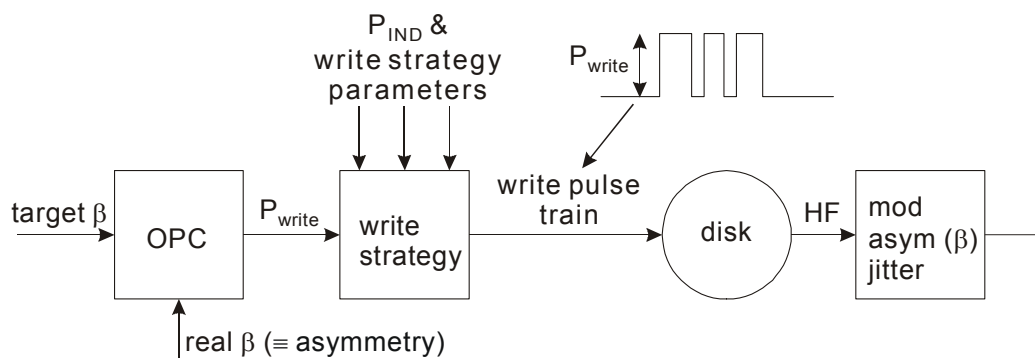 P_IND &
write strategy
parameters
P_write
target β
OPC
P_write
write
strategy
write pulse
train
disk
HF
mod
asym (β)
jitter
real β (≡ asymmetry)